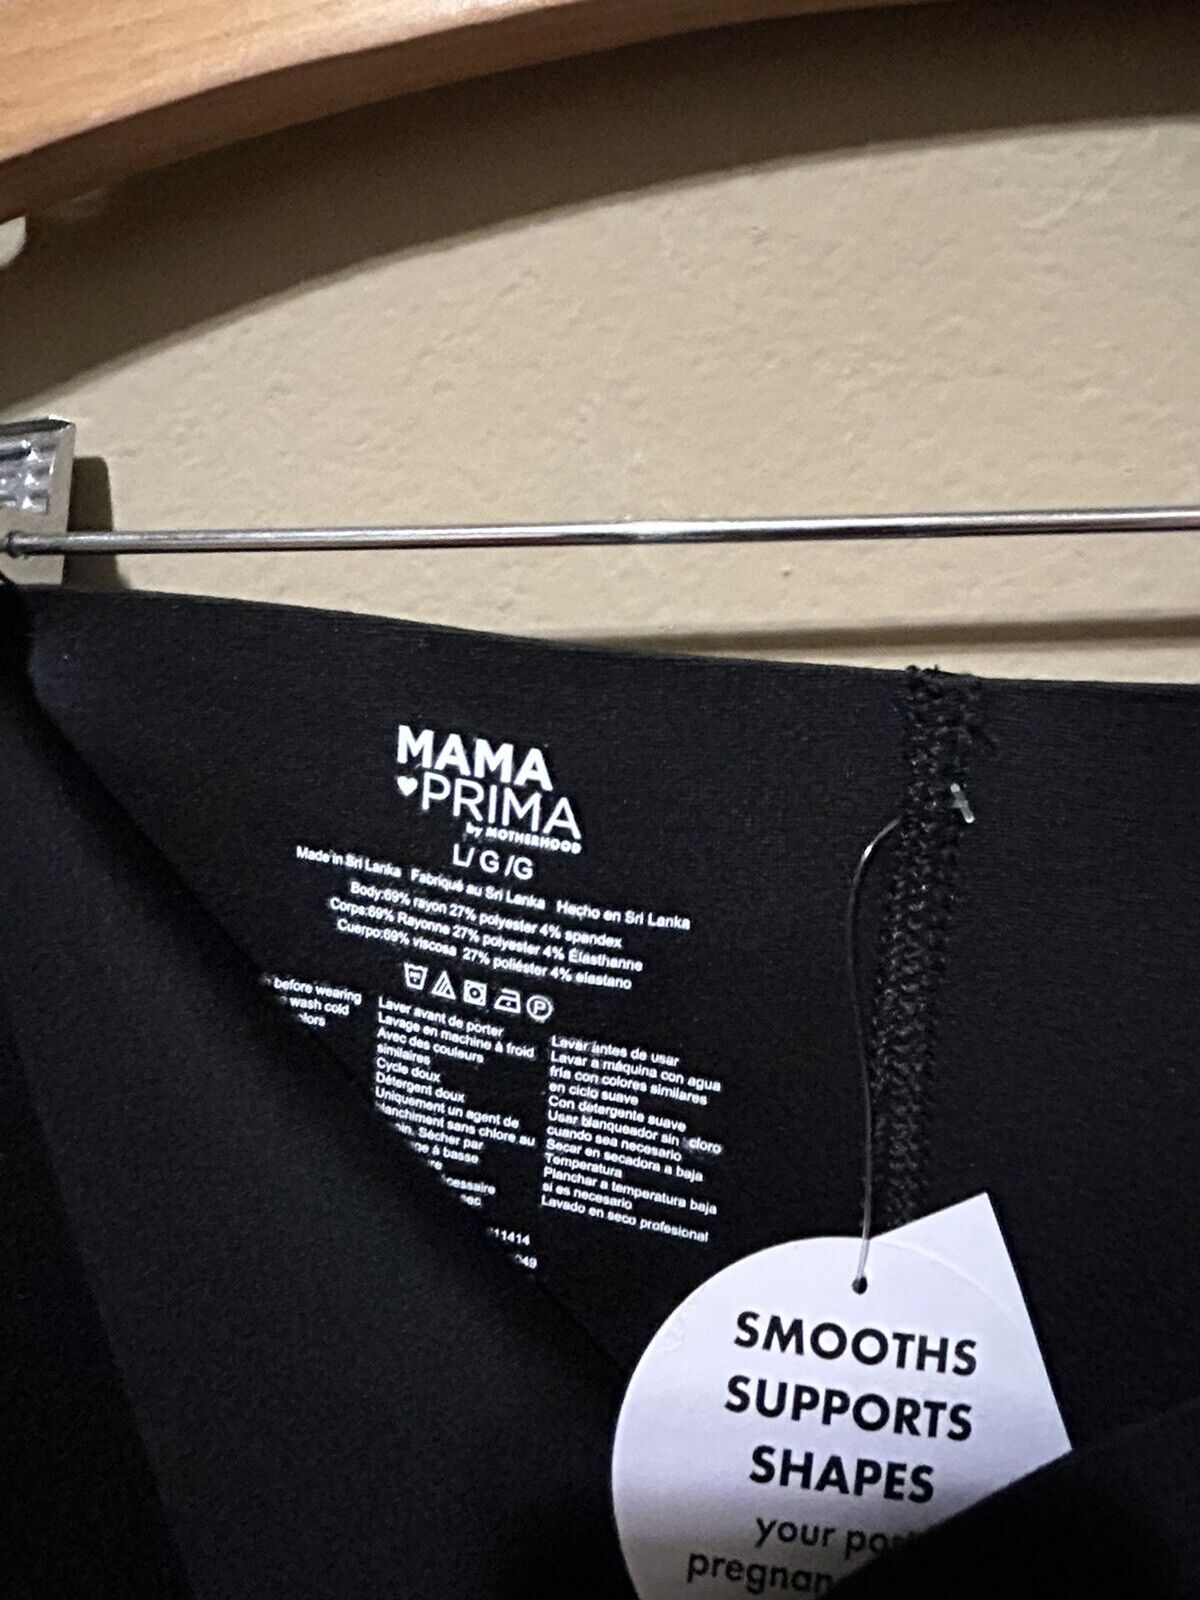 MAMA
PRIMA
by MOTHERHOOD
L/ G /G
Made in Sri Lanka Fabriqué au Sri Lanka Hecho en Sri Lanka
Body:69% rayon 27% polyester 4% spandex
Corps:69% Rayonne 27% polyester 4% Élasthanne
Cuerpo:69% viscosa 27% poliéster 4% elastano
P
before wearing
wash cold
Laver avant de porter
Lavage en machine à froid
Avec des couleurs
similaires
Cycle doux
Détergent doux
Uniquement un agent de
blanchiment sans chlore au
Sécher par
à basse
sec
11414
Lavar antes de usar
Lavar a máquina con agua
fría con colores similares
en ciclo suave
Con detergente suave
Usar blanqueador sin cloro
cuando sea necesario
Secar en secadora a baja
Temperatura
Planchar a temperatura baja
si es necesario
Lavado en seco profesional
SMOOTHS
SUPPORTS
SHAPES
your